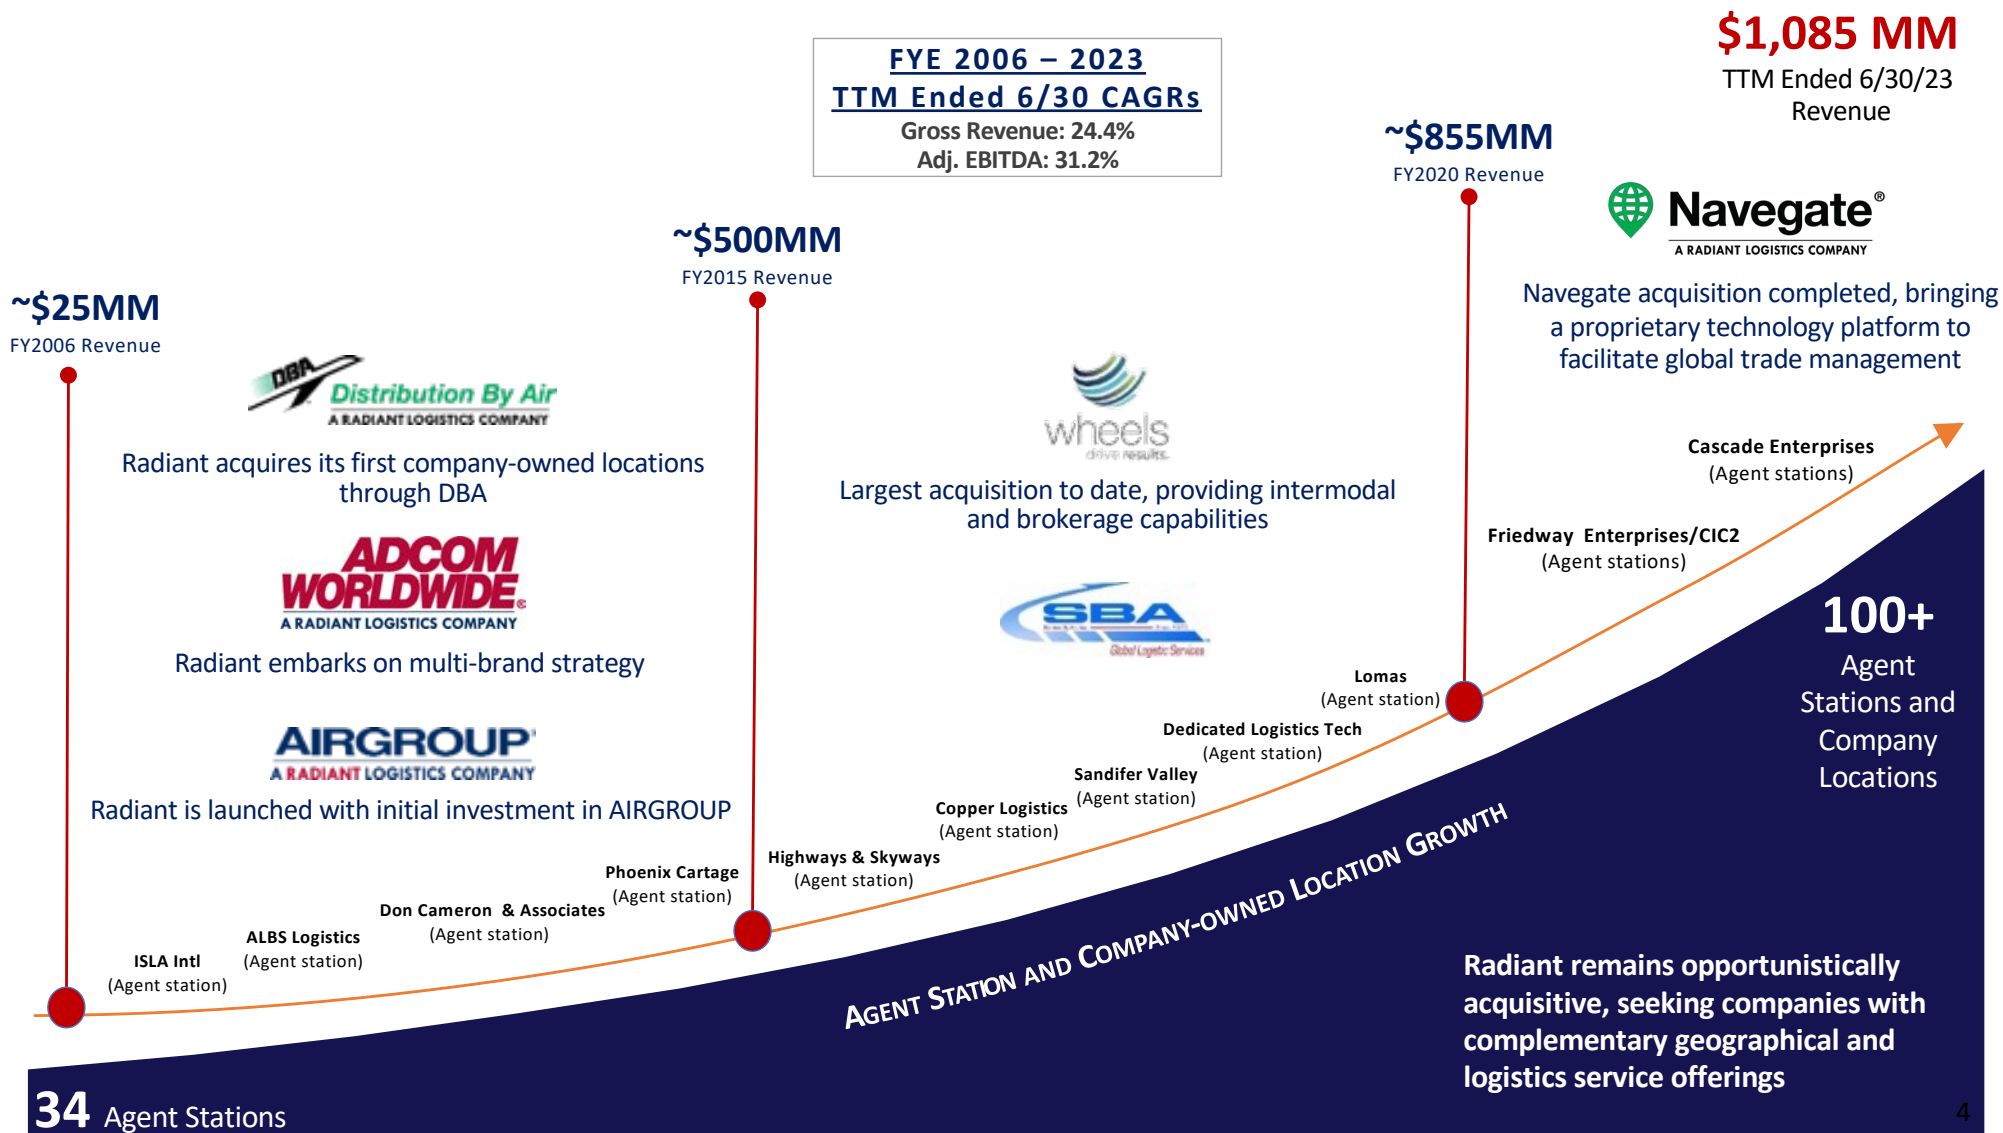 $1,085 MM
TTM Ended 6/30/23
Revenue
FYE 2006 – 2023
TTM Ended 6/30 CAGRs
Gross Revenue: 24.4%
Adj. EBITDA: 31.2%
~$855MM
FY2020 Revenue
~$500MM
FY2015 Revenue
~$25MM
FY2006 Revenue
Navegate®
A RADIANT LOGISTICS COMPANY
Navegate acquisition completed, bringing
a proprietary technology platform to
facilitate global trade management
DBA
Distribution By Air
A RADIANT LOGISTICS COMPANY
Radiant acquires its first company-owned locations
through DBA
ADCOM
WORLDWIDE®
A RADIANT LOGISTICS COMPANY
Radiant embarks on multi-brand strategy
AIRGROUP
A RADIANT LOGISTICS COMPANY
Radiant is launched with initial investment in AIRGROUP
wheels
drive results.
Largest acquisition to date, providing intermodal
and brokerage capabilities
SBA
Global Logistic Services
Cascade Enterprises
(Agent stations)
Friedway  Enterprises/CIC2
(Agent stations)
Lomas
(Agent station)
Dedicated Logistics Tech
(Agent station)
Sandifer Valley
(Agent station)
Copper Logistics
(Agent station)
Highways & Skyways
(Agent station)
Phoenix Cartage
(Agent station)
Don Cameron  & Associates
(Agent station)
ALBS Logistics
(Agent station)
ISLA Intl
(Agent station)
100+
Agent
Stations and
Company
Locations
AGENT STATION AND COMPANY-OWNED LOCATION GROWTH
Radiant remains opportunistically
acquisitive, seeking companies with
complementary geographical and
logistics service offerings
34 Agent Stations
4